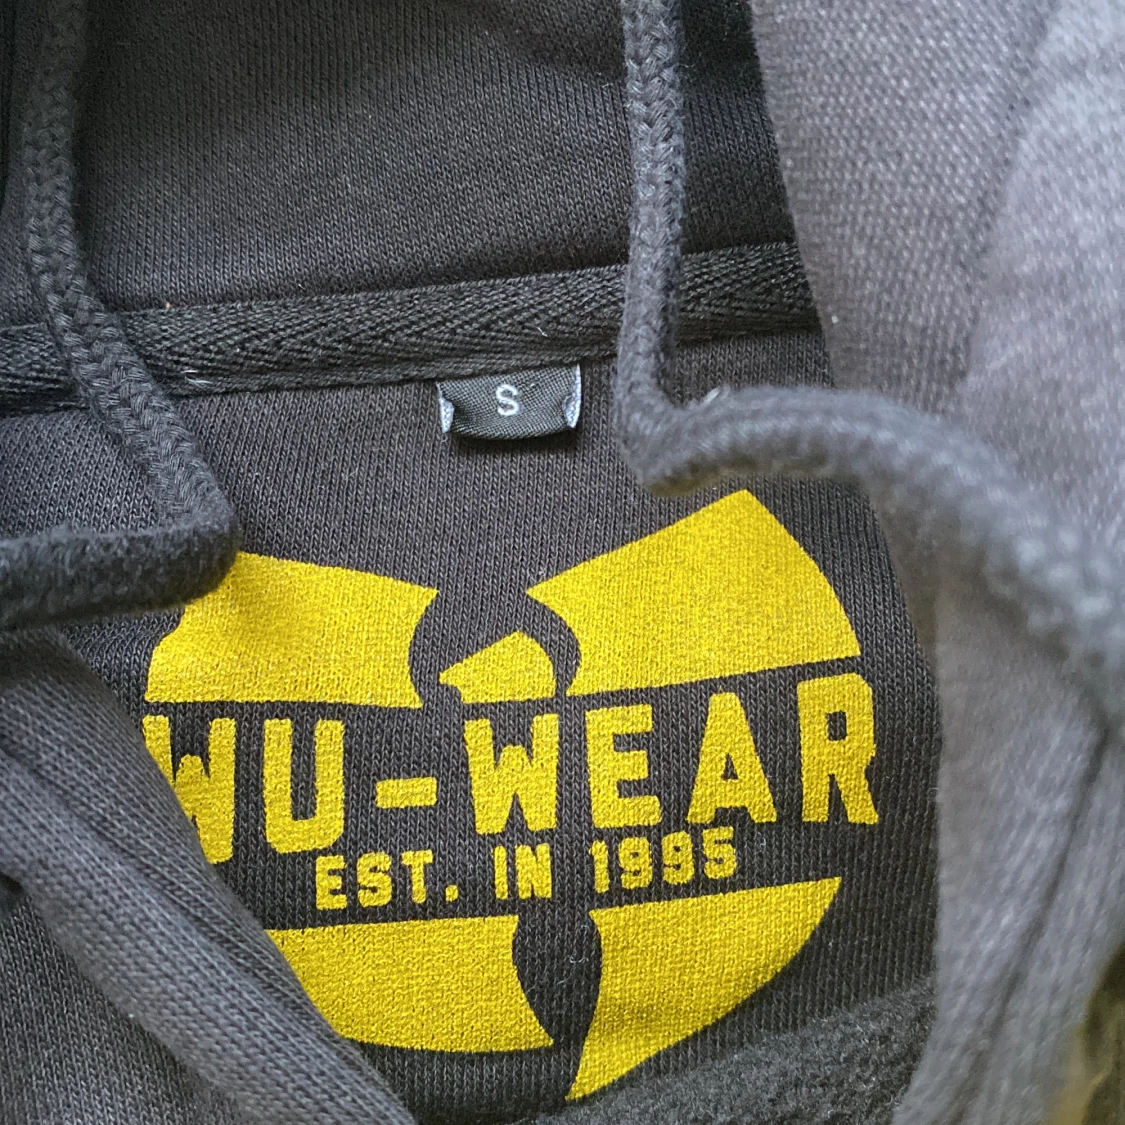 S
WU-WEAR
EST. IN 1995